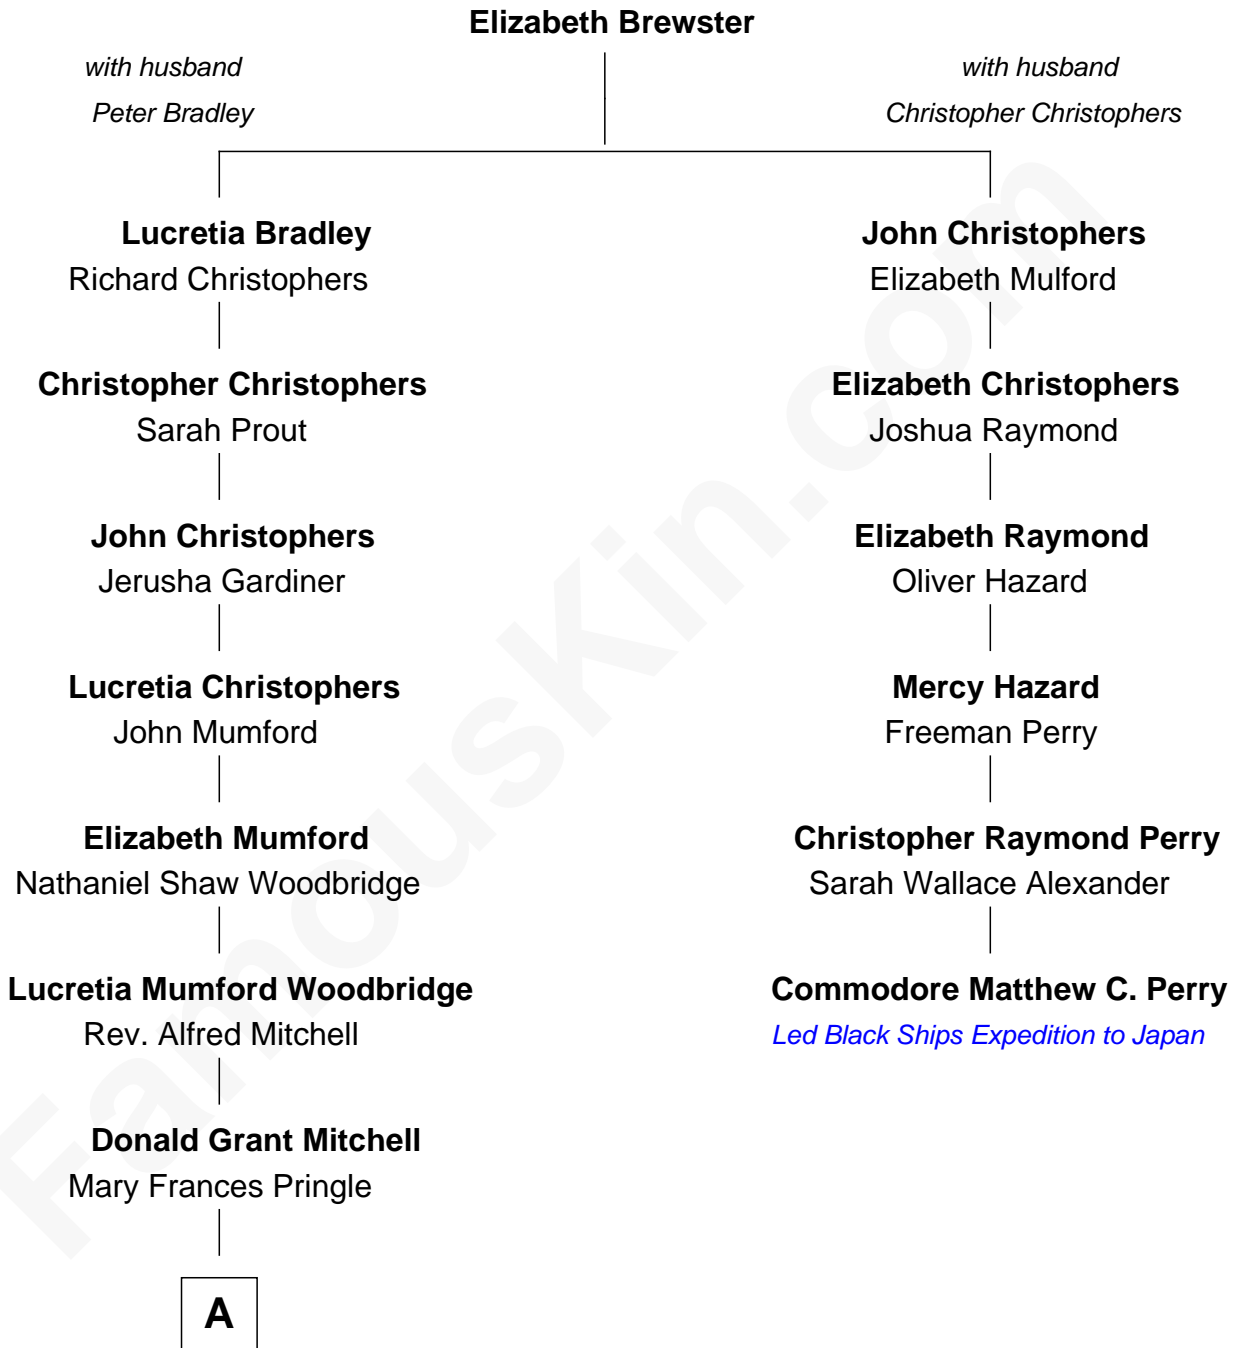 Elizabeth Brewster
with husband
Peter Bradley
with husband
Christopher Christophers
Lucretia Bradley
Richard Christophers
John Christophers
Elizabeth Mulford
Christopher Christophers
Sarah Prout
Elizabeth Christophers
Joshua Raymond
John Christophers
Jerusha Gardiner
Elizabeth Raymond
Oliver Hazard
Lucretia Christophers
John Mumford
Mercy Hazard
Freeman Perry
Elizabeth Mumford
Nathaniel Shaw Woodbridge
Christopher Raymond Perry
Sarah Wallace Alexander
Lucretia Mumford Woodbridge
Rev. Alfred Mitchell
Commodore Matthew C. Perry
Led Black Ships Expedition to Japan
Donald Grant Mitchell
Mary Frances Pringle
A
FamousKin.com